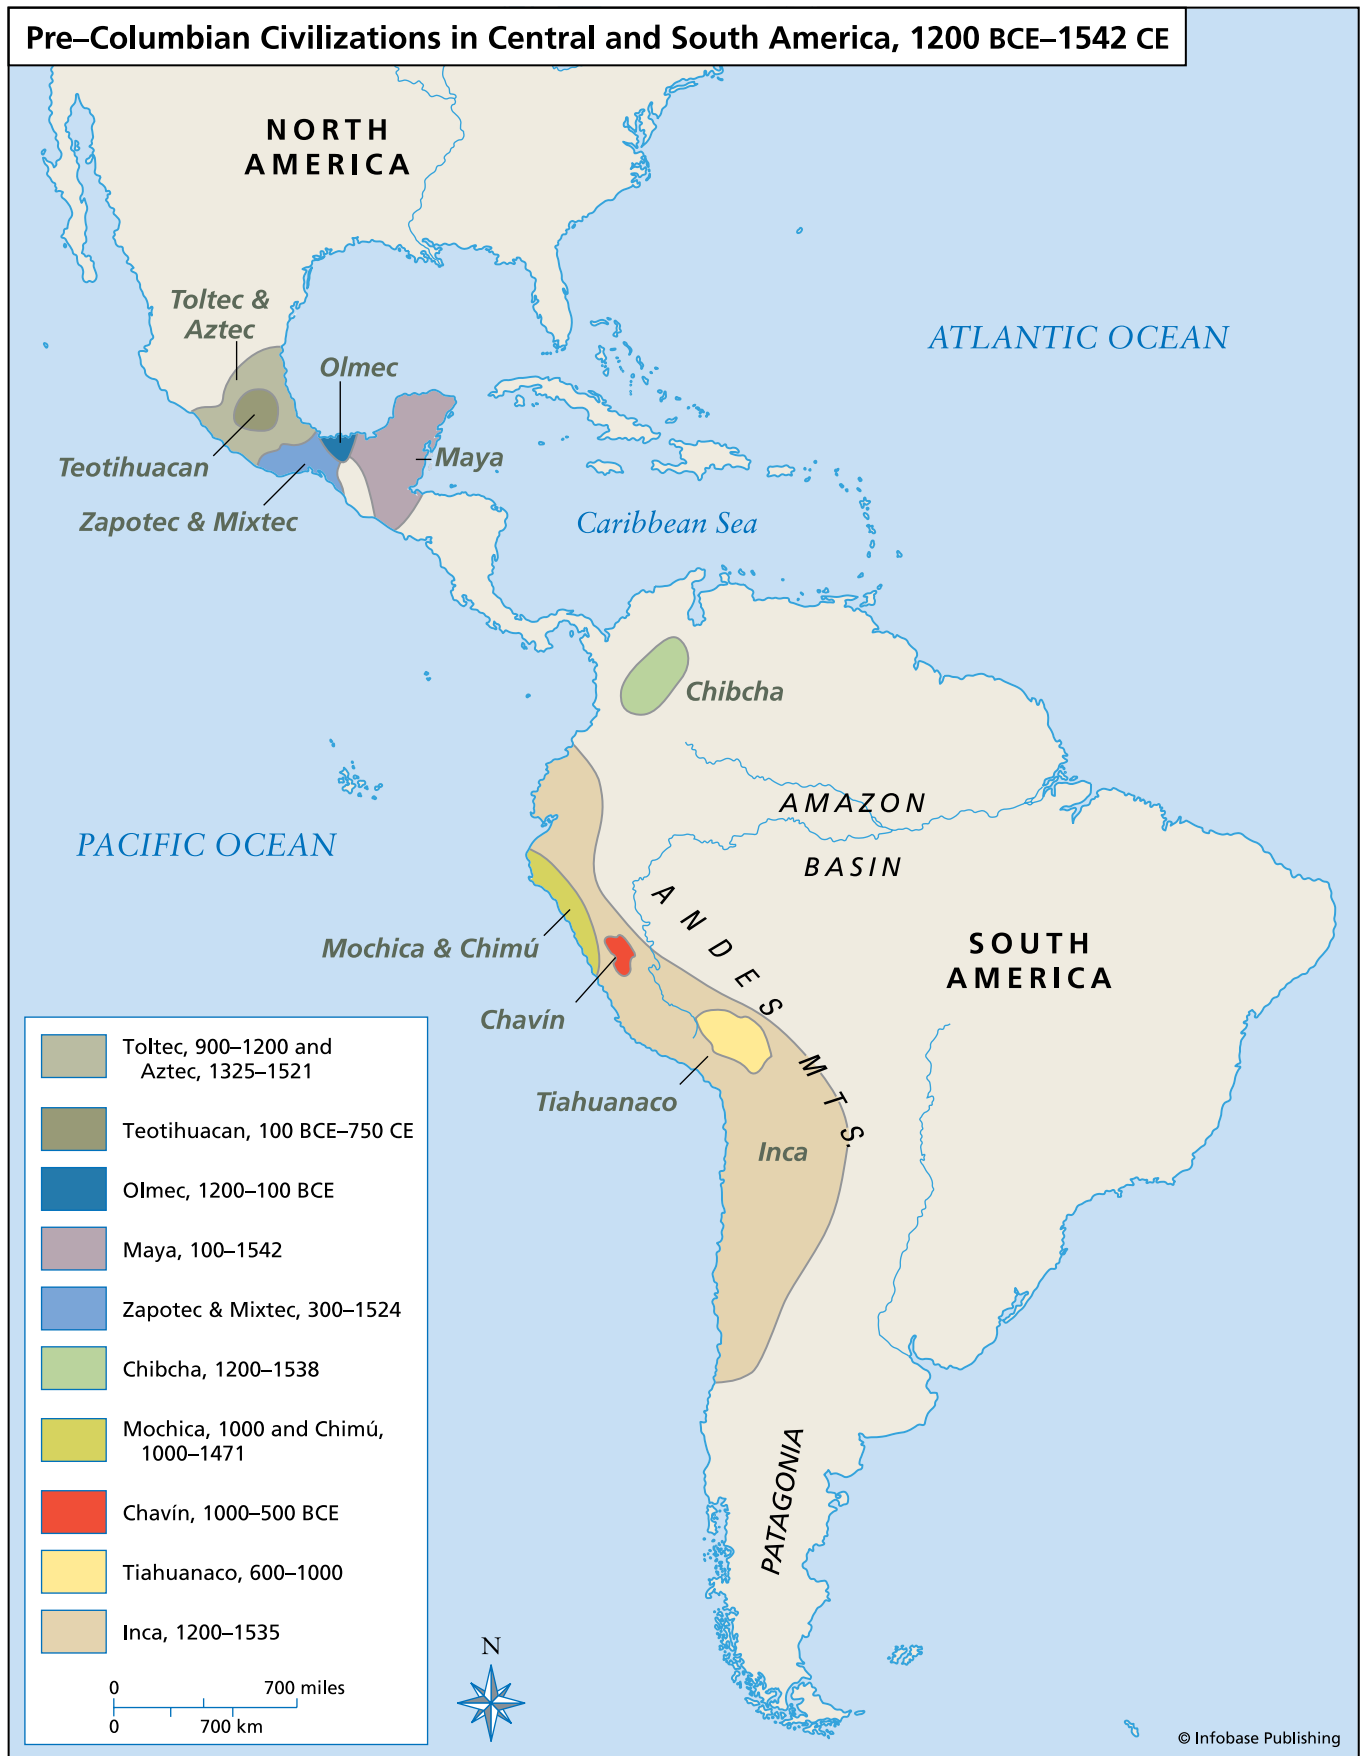 Pre–Columbian Civilizations in Central and South America, 1200 BCE–1542 CE
NORTH
AMERICA
Toltec &
Aztec
Olmec
ATLANTIC OCEAN
Teotihuacan
Maya
Zapotec & Mixtec
Caribbean Sea
Chibcha
AMAZON
PACIFIC OCEAN
BASIN
ANDES MTS.
Mochica & Chimú
SOUTH
AMERICA
Chavín
Tiahuanaco
Inca
PATAGONIA
Toltec, 900–1200 and
Aztec, 1325–1521
Teotihuacan, 100 BCE–750 CE
Olmec, 1200–100 BCE
Maya, 100–1542
Zapotec & Mixtec, 300–1524
Chibcha, 1200–1538
Mochica, 1000 and Chimú,
1000–1471
Chavín, 1000–500 BCE
Tiahuanaco, 600–1000
Inca, 1200–1535
0 700 miles
0 700 km
N
© Infobase Publishing